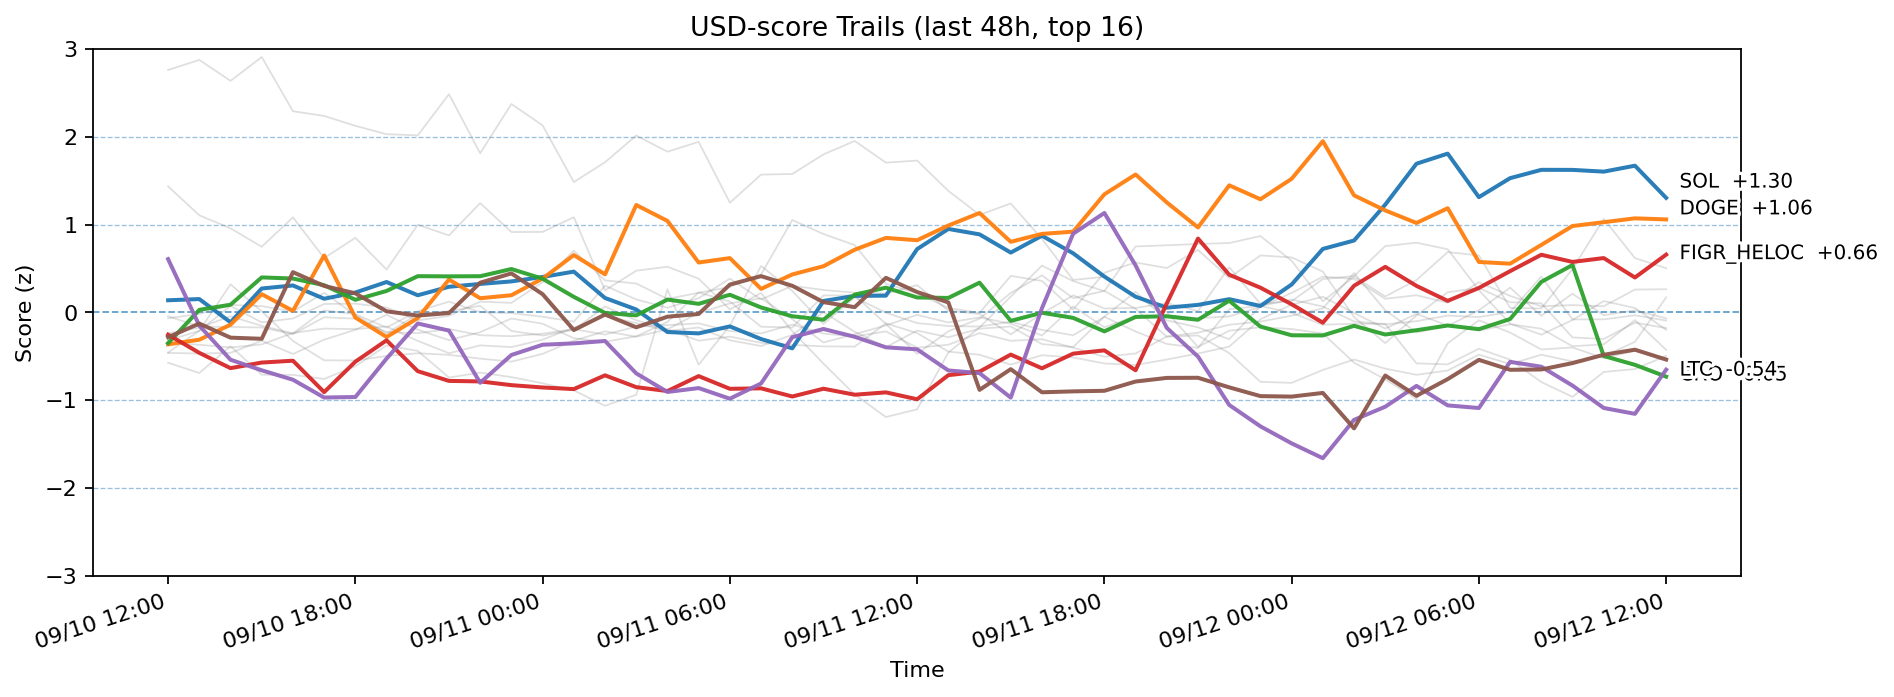 USD-score Trails (last 48h, top 16)
Score (z)
3
2
1
0
−1
−2
−3
SOL +1.30
DOGE +1.06
FIGR_HELOC +0.66
LTC -0.54
09/10 12:00
09/10 18:00
09/11 00:00
09/11 06:00
09/11 12:00
09/11 18:00
09/12 00:00
09/12 06:00
09/12 12:00
Time